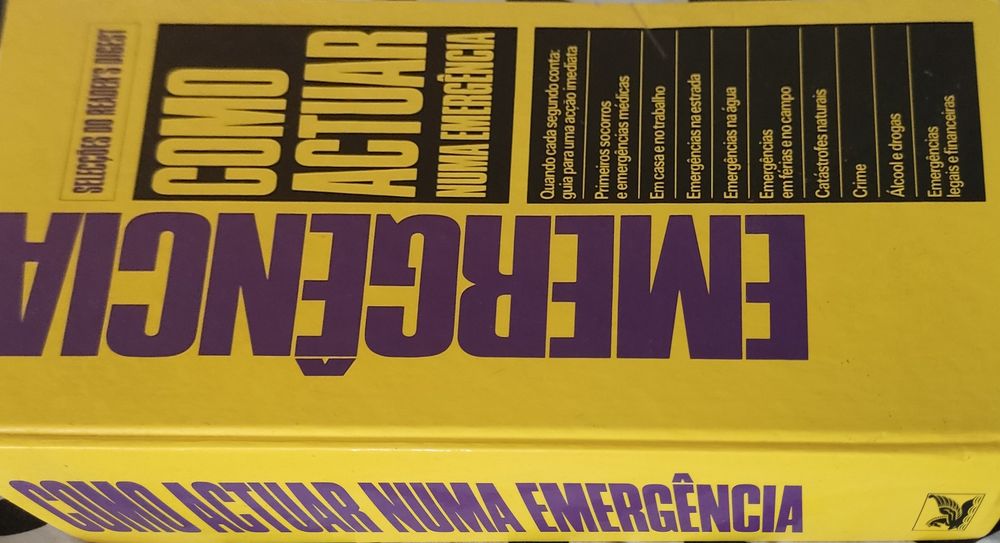 SELECÇÕES DO READER'S DIGEST
COMO
ACTUAR
NUMA EMERGÊNCIA
Quando cada segundo conta:
guia para uma acção imediata
Primeiros socorros
e emergências médicas
Em casa e no trabalho
Emergências na estrada
Emergências na água
Emergências
em férias e no campo
Catástrofes naturais
Crime
Álcool e drogas
Emergências
legais e financeiras
EMERGÊNCIA
COMO ACTUAR NUMA EMERGÊNCIA